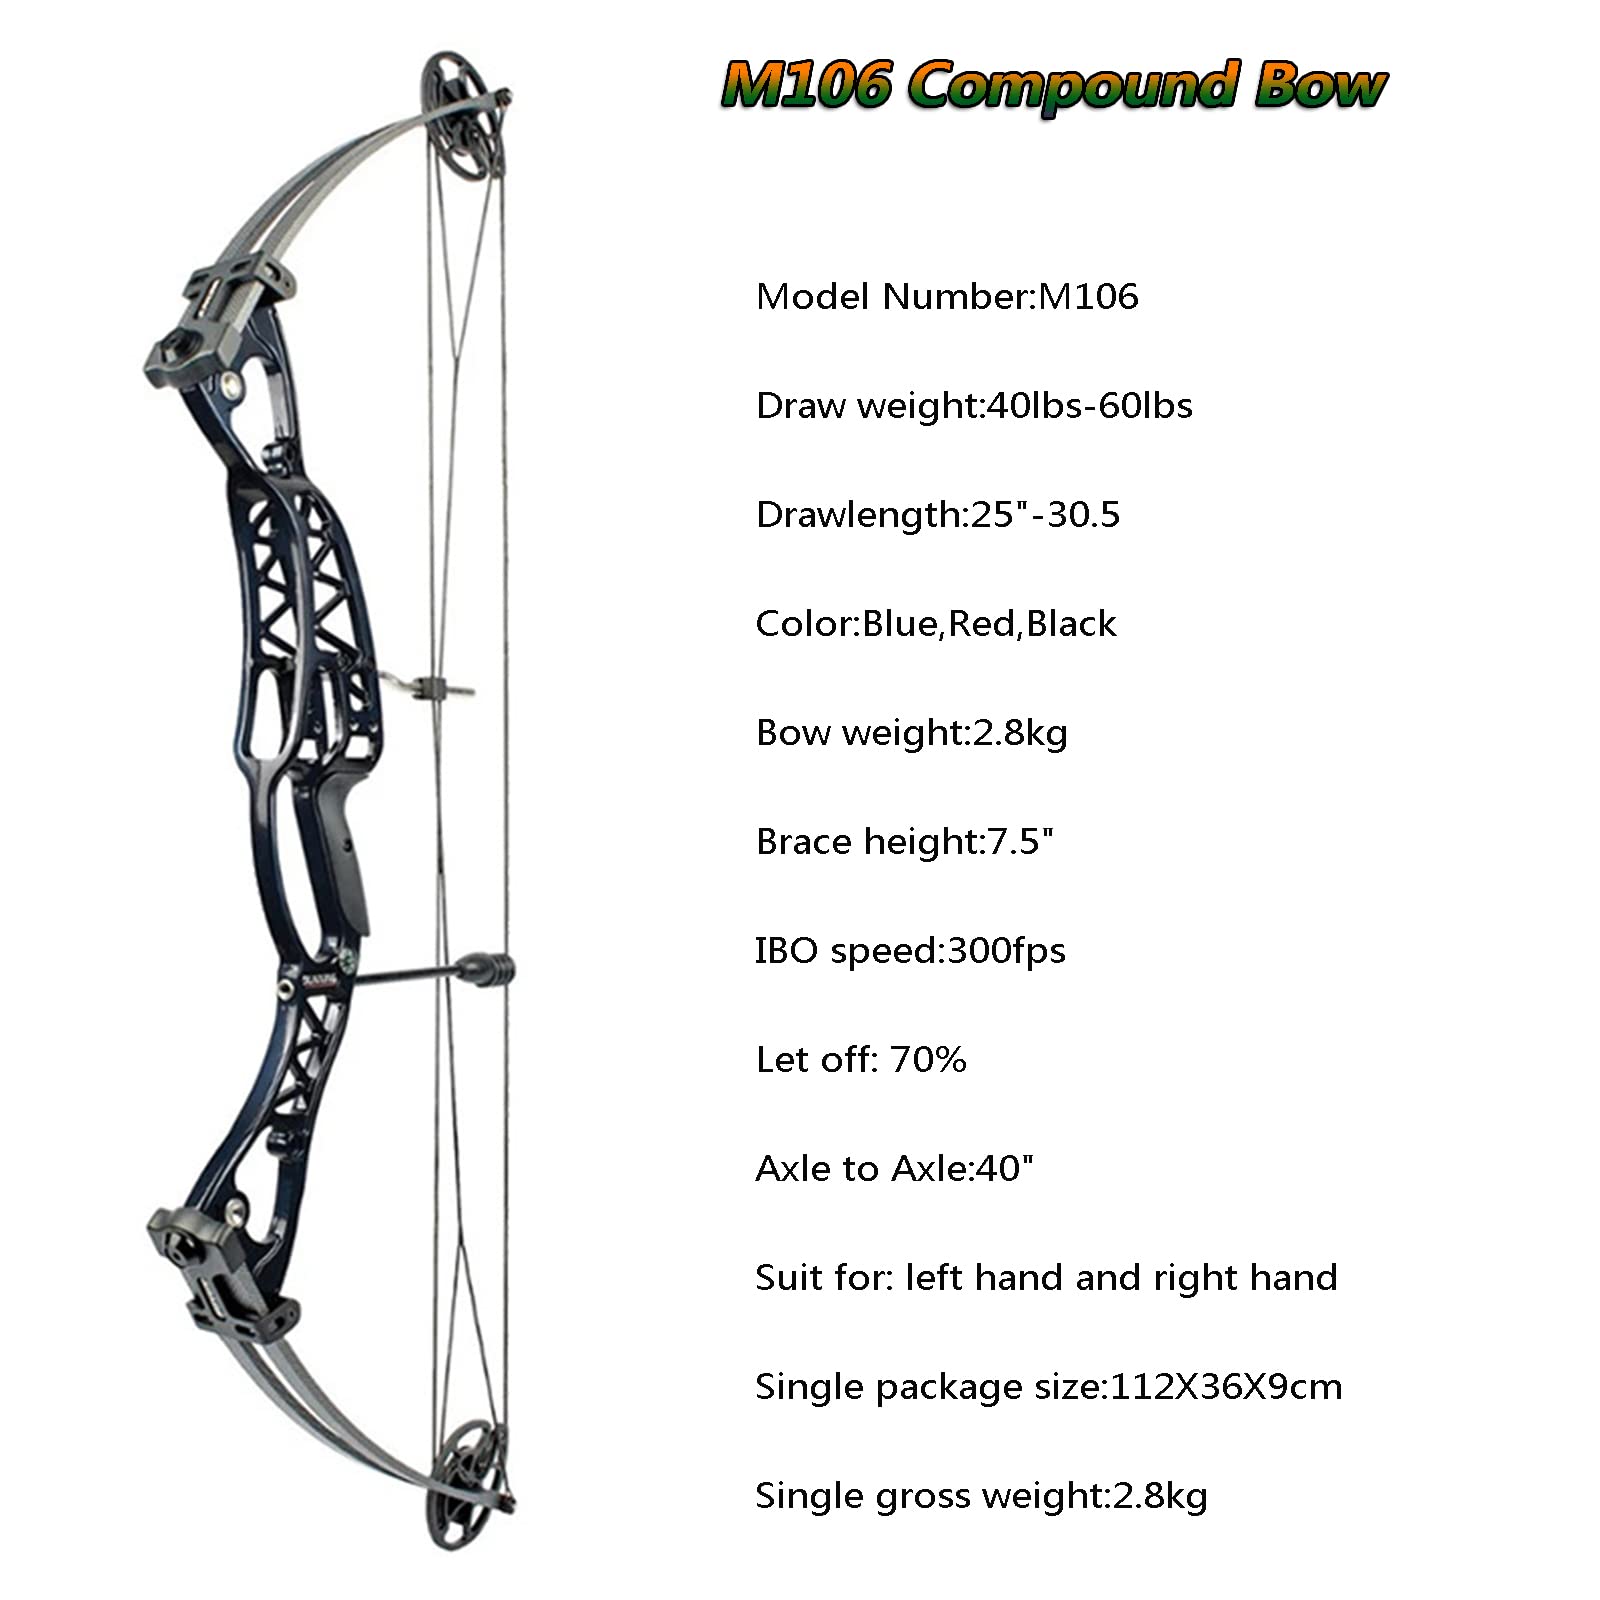 M106 Compound Bow
Model Number:M106
Draw weight:40lbs-60lbs
Drawlength:25"-30.5
Color:Blue,Red,Black
Bow weight:2.8kg
Brace height:7.5"
IBO speed:300fps
Let off: 70%
Axle to Axle:40"
Suit for: left hand and right hand
Single package size:112X36X9cm
Single gross weight:2.8kg